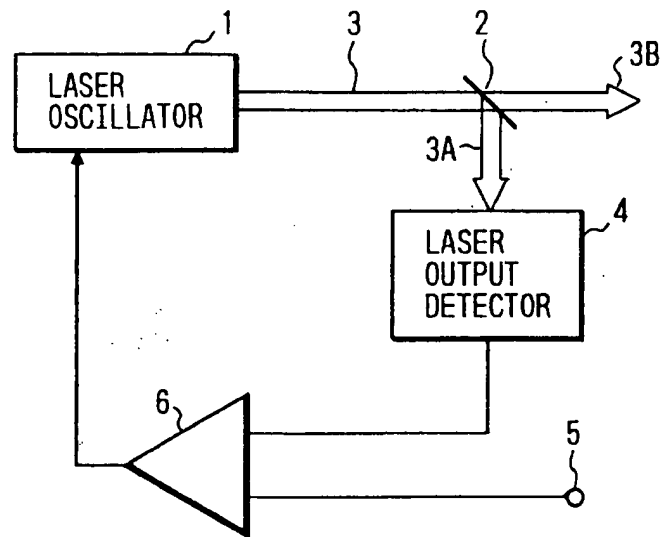 1
3
2
3B
LASER
OSCILLATOR
3A
4
LASER
OUTPUT
DETECTOR
6
5